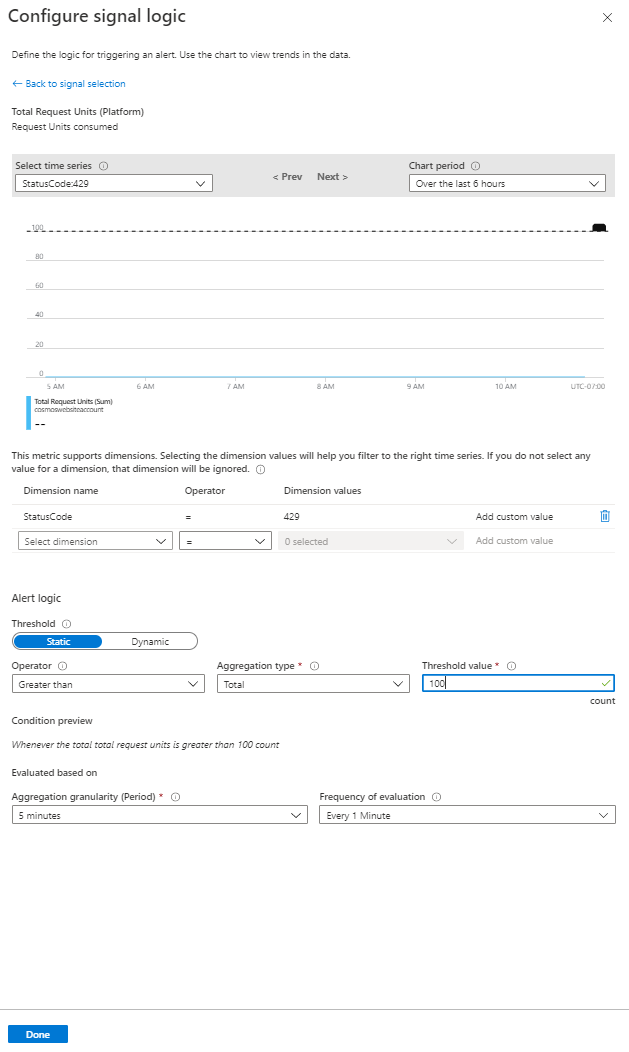 Configure signal logic
Define the logic for triggering an alert. Use the chart to view trends in the data.
← Back to signal selection
Total Request Units (Platform)
Request Units consumed
Select time series
StatusCode:429
< Prev Next >
Chart period
Over the last 6 hours
100
80
60
40
20
0
5 AM 6 AM 7 AM 8 AM 9 AM 10 AM UTC-07:00
Total Request Units (Sum)
cosmoswebsiteaccount
--
This metric supports dimensions. Selecting the dimension values will help you filter to the right time series. If you do not select any
value for a dimension, that dimension will be ignored.
Dimension name Operator Dimension values
StatusCode = 429 Add custom value
Select dimension = 0 selected Add custom value
Alert logic
Threshold
Static Dynamic
Operator Aggregation type * Threshold value *
Greater than Total 100
count
Condition preview
Whenever the total total request units is greater than 100 count
Evaluated based on
Aggregation granularity (Period) * Frequency of evaluation
5 minutes Every 1 Minute
Done